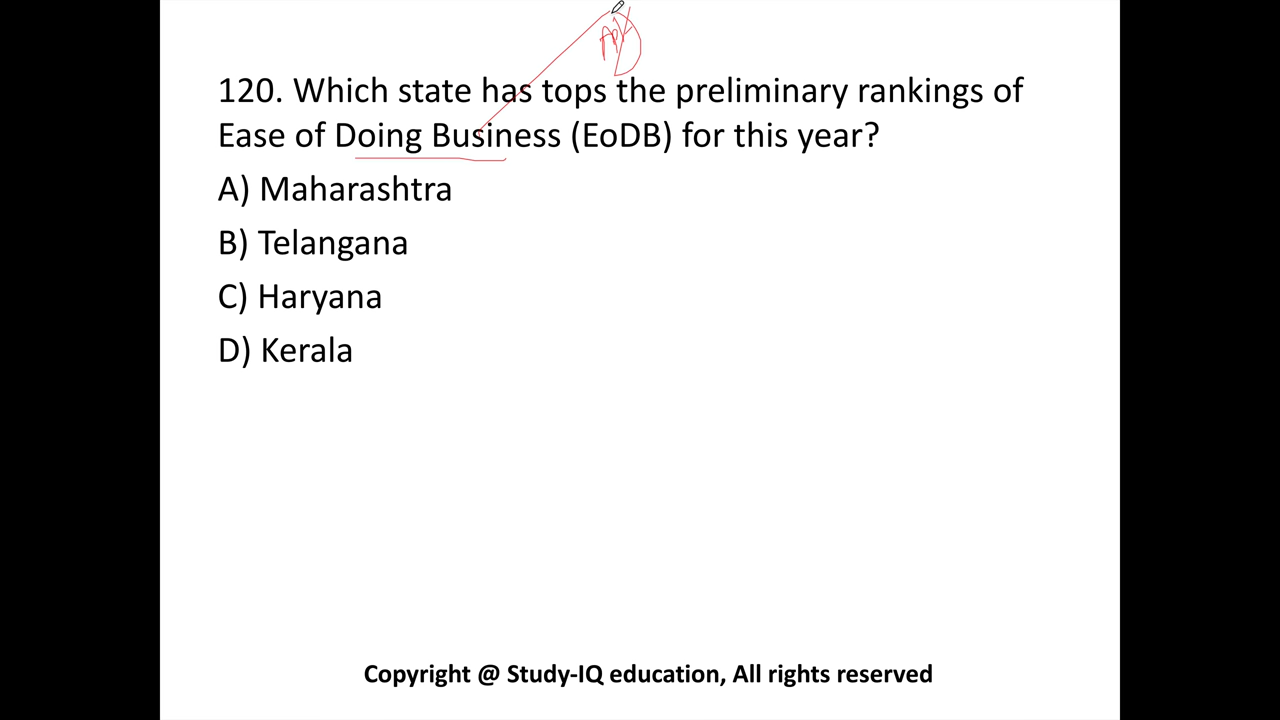 120. Which state has tops the preliminary rankings of
Ease of Doing Business (EoDB) for this year?
A) Maharashtra
B) Telangana
C) Haryana
D) Kerala
Copyright @ Study-IQ education, All rights reserved